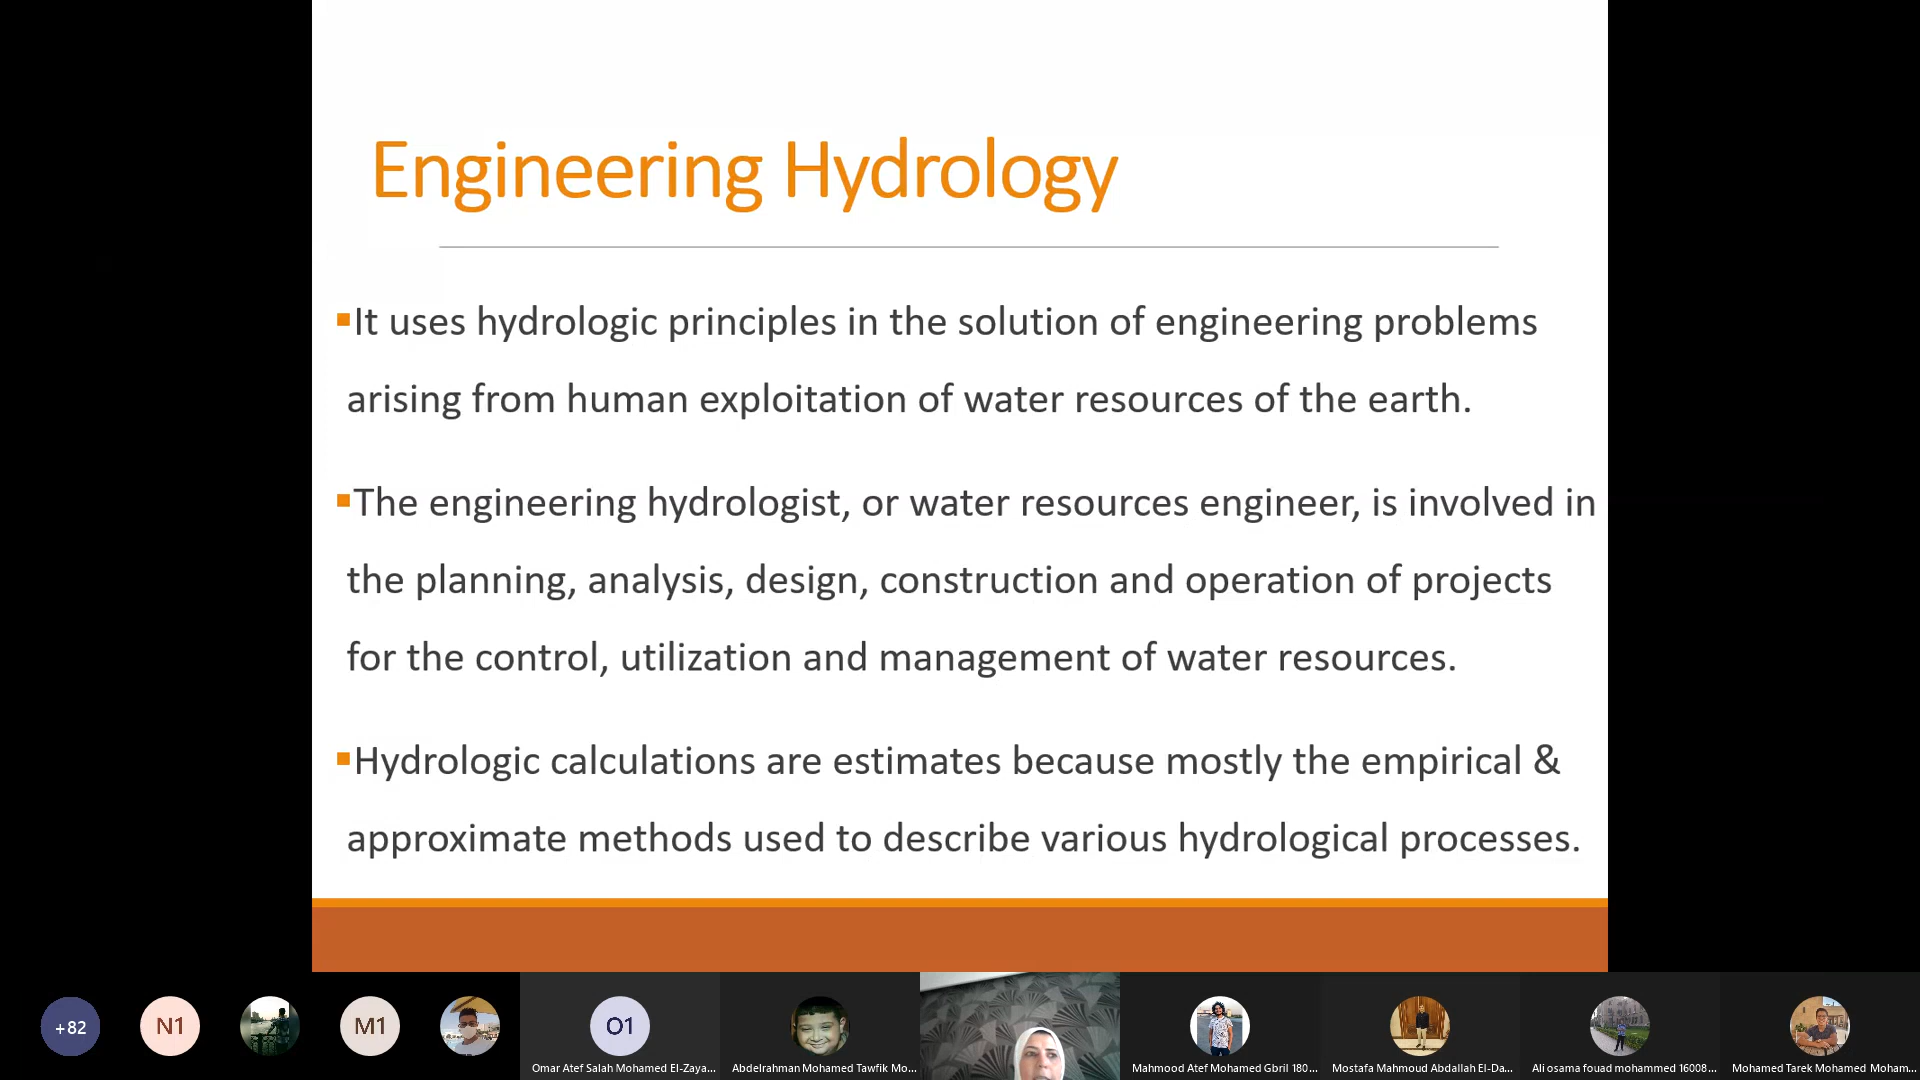 Engineering Hydrology
▪It uses hydrologic principles in the solution of engineering problems
arising from human exploitation of water resources of the earth.
▪The engineering hydrologist, or water resources engineer, is involved in
the planning, analysis, design, construction and operation of projects
for the control, utilization and management of water resources.
▪Hydrologic calculations are estimates because mostly the empirical &
approximate methods used to describe various hydrological processes.
+82
N1
M1
O1
Omar Atef Salah Mohamed El-Zaya...
Abdelrahman Mohamed Tawfik Mo...
Mahmood Atef Mohamed Gbril 180...
Mostafa Mahmoud Abdallah El-Da...
Ali osama fouad mohammed 16008...
Mohamed Tarek Mohamed Moham...